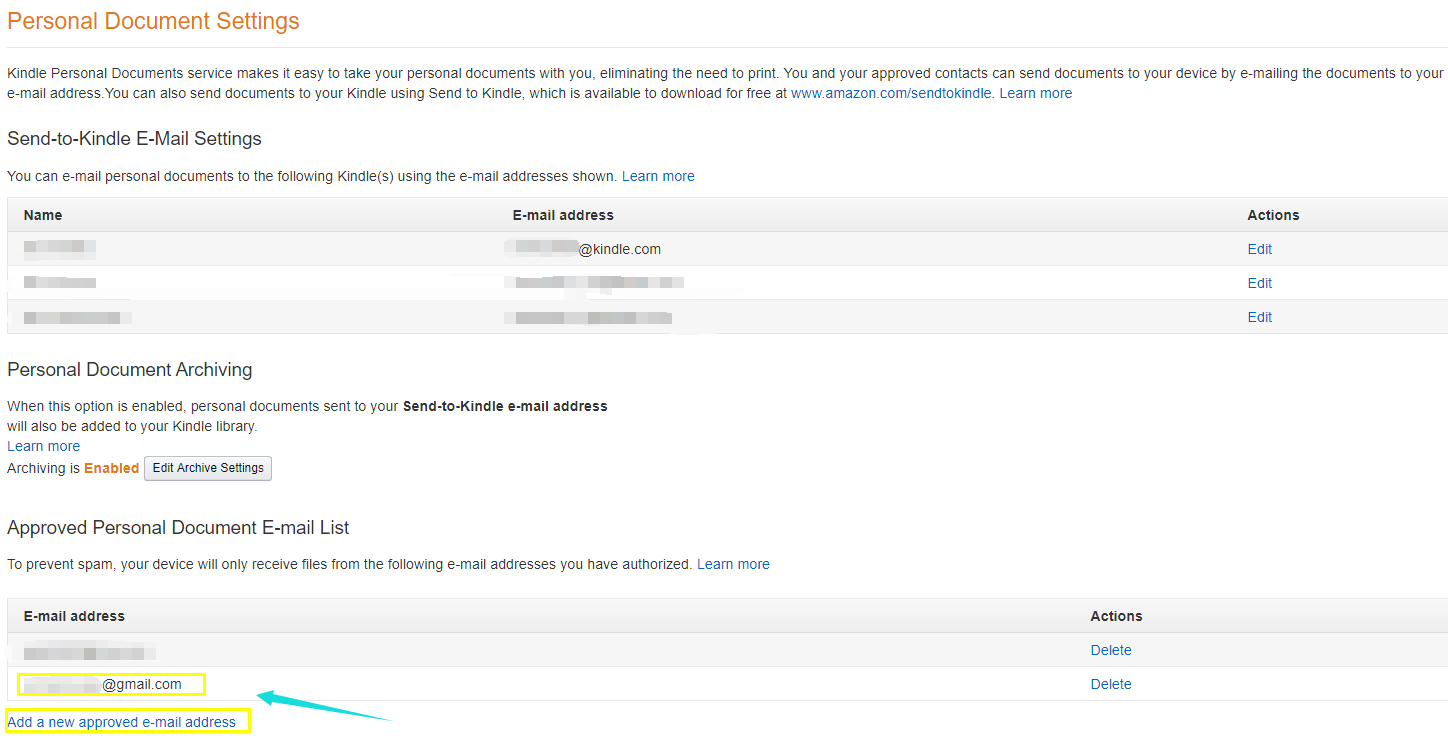 Personal Document Settings
Kindle Personal Documents service makes it easy to take your personal documents with you, eliminating the need to print. You and your approved contacts can send documents to your device by e-mailing the documents to your
e-mail address.You can also send documents to your Kindle using Send to Kindle, which is available to download for free at www.amazon.com/sendtokindle. Learn more
Send-to-Kindle E-Mail Settings
You can e-mail personal documents to the following Kindle(s) using the e-mail addresses shown. Learn more
Name E-mail address Actions
@kindle.com Edit
Edit
Edit
Personal Document Archiving
When this option is enabled, personal documents sent to your Send-to-Kindle e-mail address
will also be added to your Kindle library.
Learn more
Archiving is Enabled Edit Archive Settings
Approved Personal Document E-mail List
To prevent spam, your device will only receive files from the following e-mail addresses you have authorized. Learn more
E-mail address Actions
Delete
@gmail.com Delete
Add a new approved e-mail address